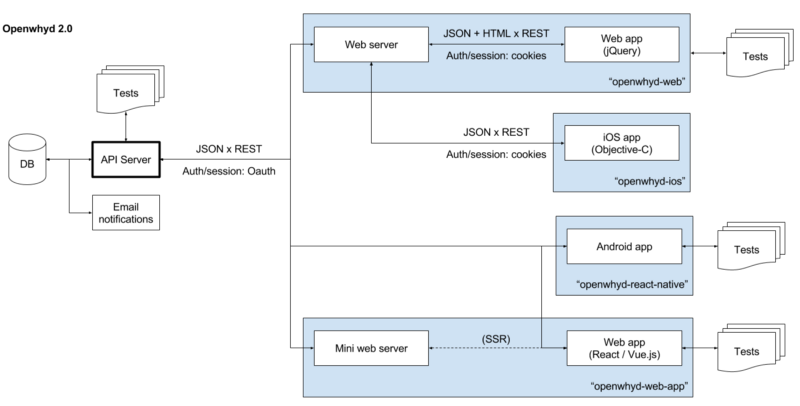 Openwhyd 2.0
Web server
JSON + HTML x REST
Auth/session: cookies
Web app
(jQuery)
"openwhyd-web"
Tests
Tests
DB
API Server
JSON x REST
Auth/session: Oauth
Email
notifications
JSON x REST
Auth/session: cookies
iOS app
(Objective-C)
"openwhyd-ios"
Android app
"openwhyd-react-native"
Tests
Mini web server
(SSR)
Web app
(React / Vue.js)
"openwhyd-web-app"
Tests